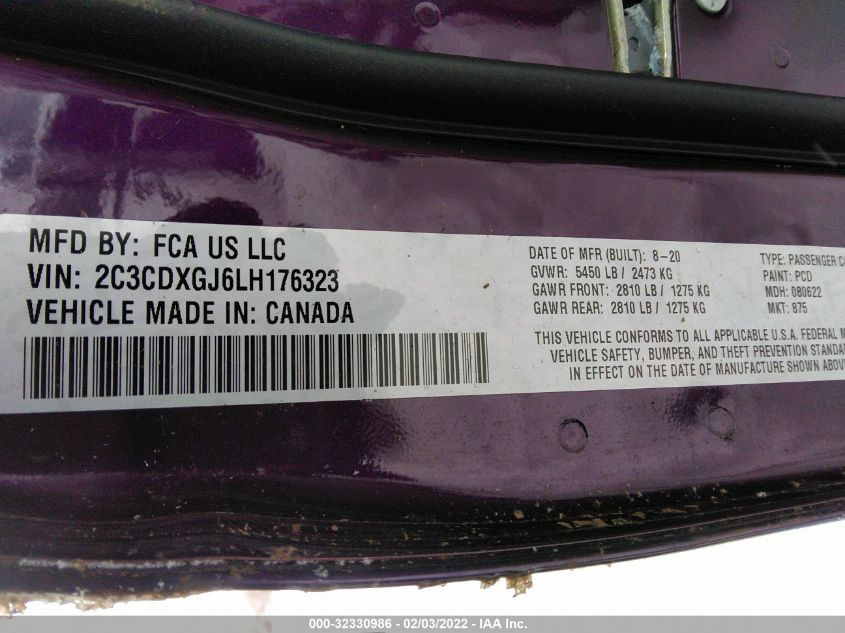 MFD BY: FCA US LLC
VIN: 2C3CDXGJ6LH176323
VEHICLE MADE IN: CANADA
DATE OF MFR (BUILT): 8-20
GVWR: 5450 LB / 2473 KG
GAWR FRONT: 2810 LB / 1275 KG
GAWR REAR: 2810 LB / 1275 KG
TYPE: PASSENGER
PAINT: PCD
MDH: 0B0622
MKT: 875
THIS VEHICLE CONFORMS TO ALL APPLICABLE U.S.A. FEDERAL
VEHICLE SAFETY, BUMPER, AND THEFT PREVENTION
IN EFFECT ON THE DATE OF MANUFACTURE SHOWN
000-32330986 - 02/03/2022 - IAA Inc.